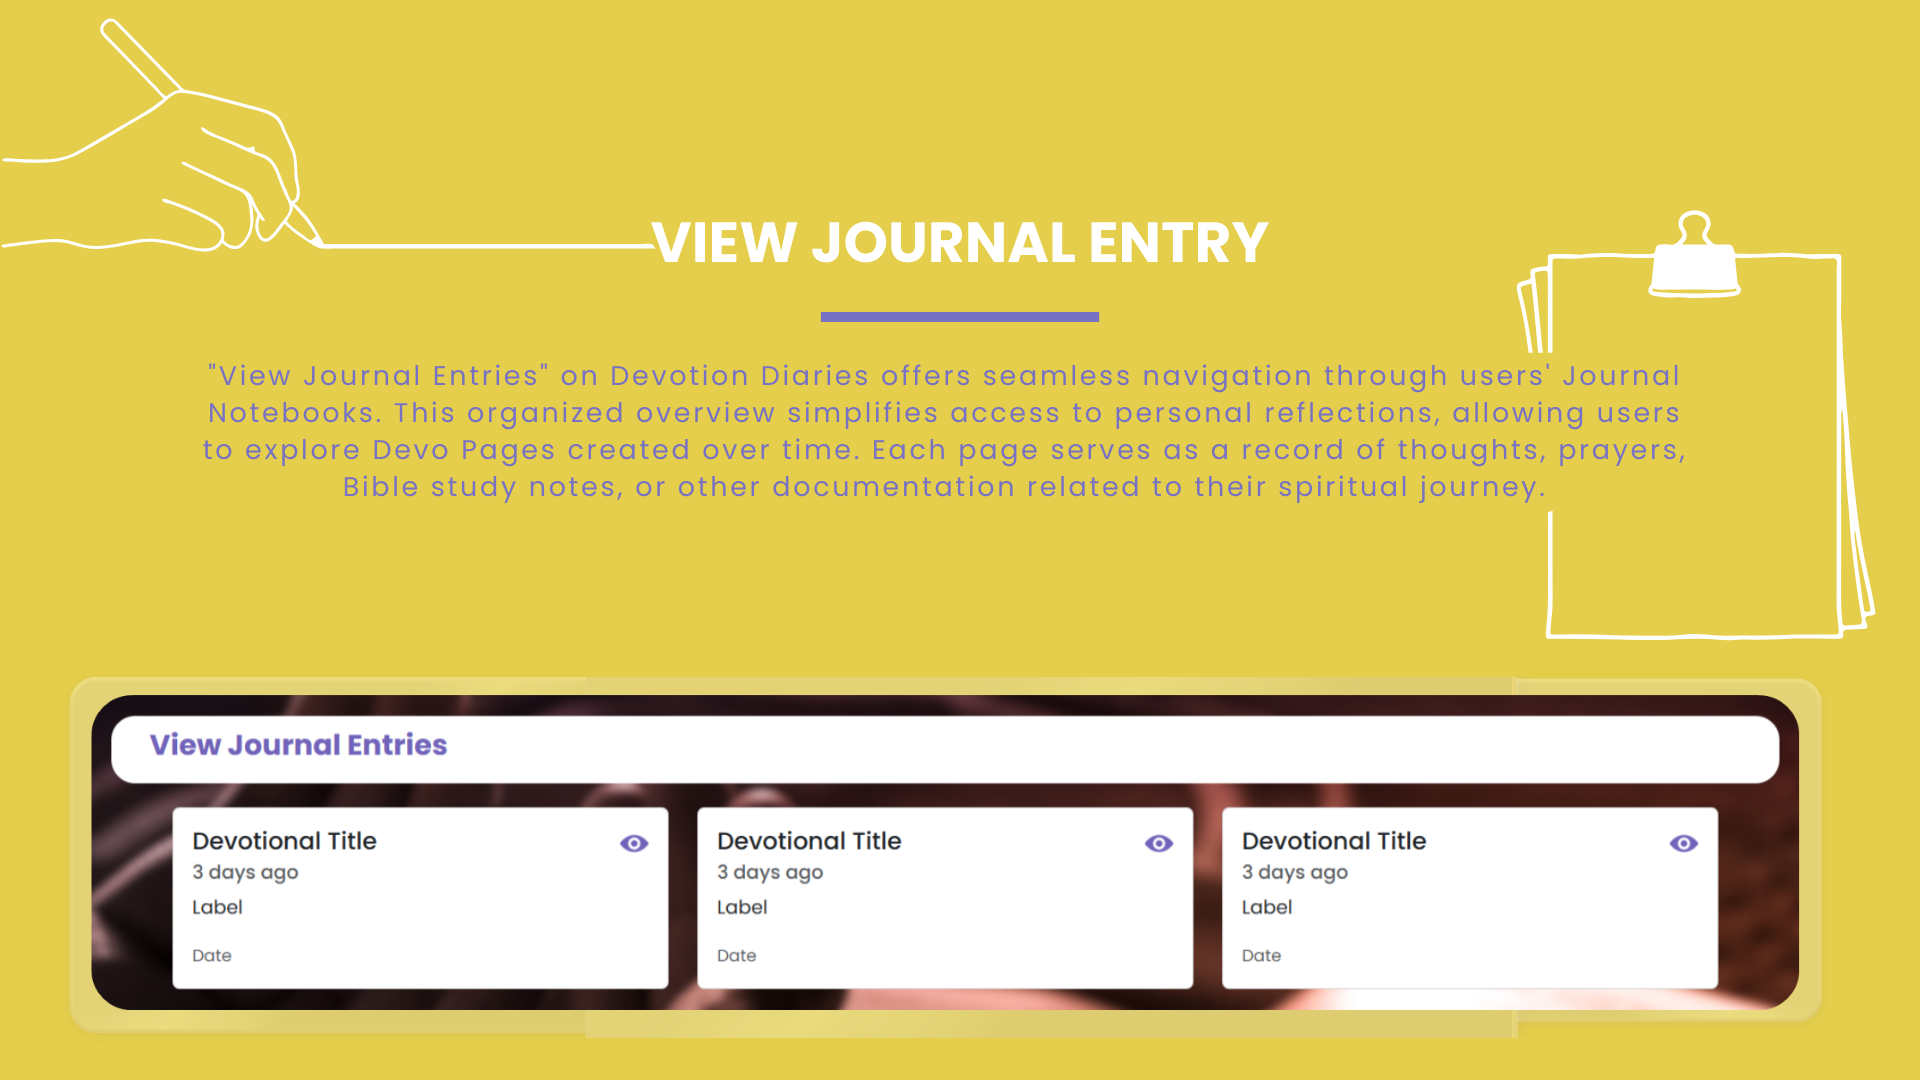 VIEW JOURNAL ENTRY
"View Journal Entries" on Devotion Diaries offers seamless navigation through users' Journal
Notebooks. This organized overview simplifies access to personal reflections, allowing users
to explore Devo Pages created over time. Each page serves as a record of thoughts, prayers,
Bible study notes, or other documentation related to their spiritual journey.
View Journal Entries
Devotional Title
3 days ago
Label
Date
Devotional Title
3 days ago
Label
Date
Devotional Title
3 days ago
Label
Date